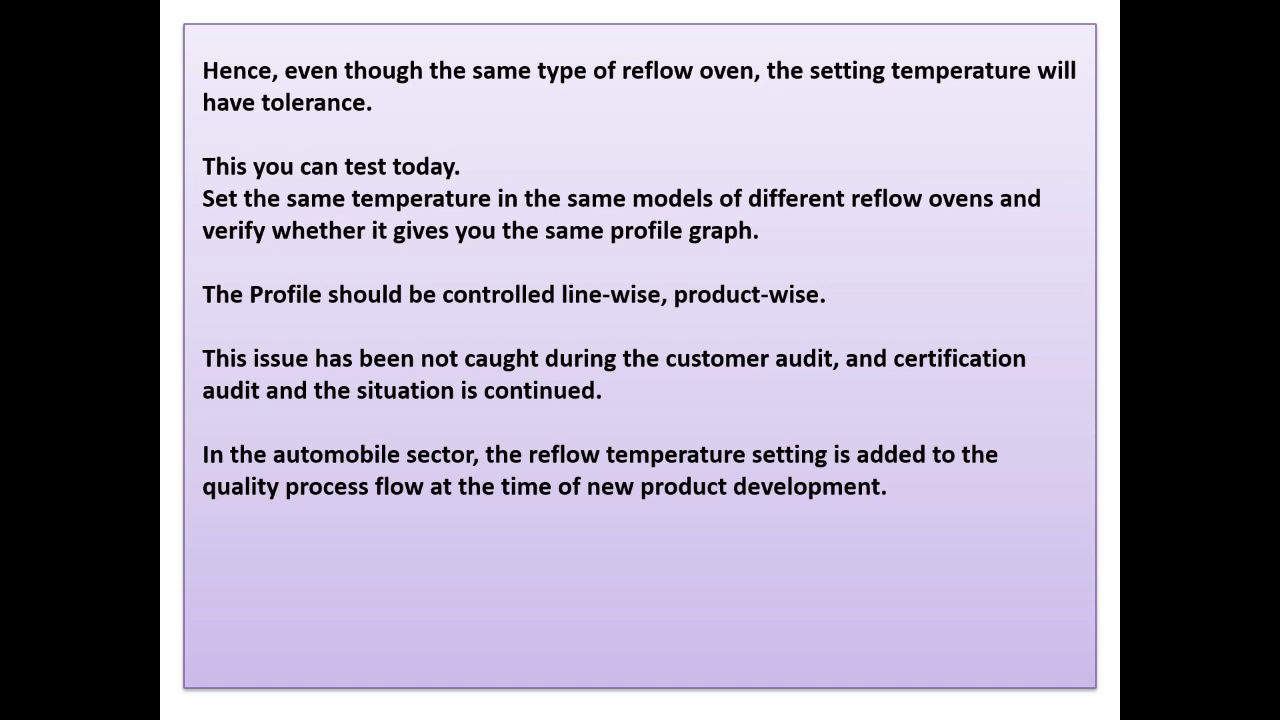 Hence, even though the same type of reflow oven, the setting temperature will
have tolerance.
This you can test today.
Set the same temperature in the same models of different reflow ovens and
verify whether it gives you the same profile graph.
The Profile should be controlled line-wise, product-wise.
This issue has been not caught during the customer audit, and certification
audit and the situation is continued.
In the automobile sector, the reflow temperature setting is added to the
quality process flow at the time of new product development.